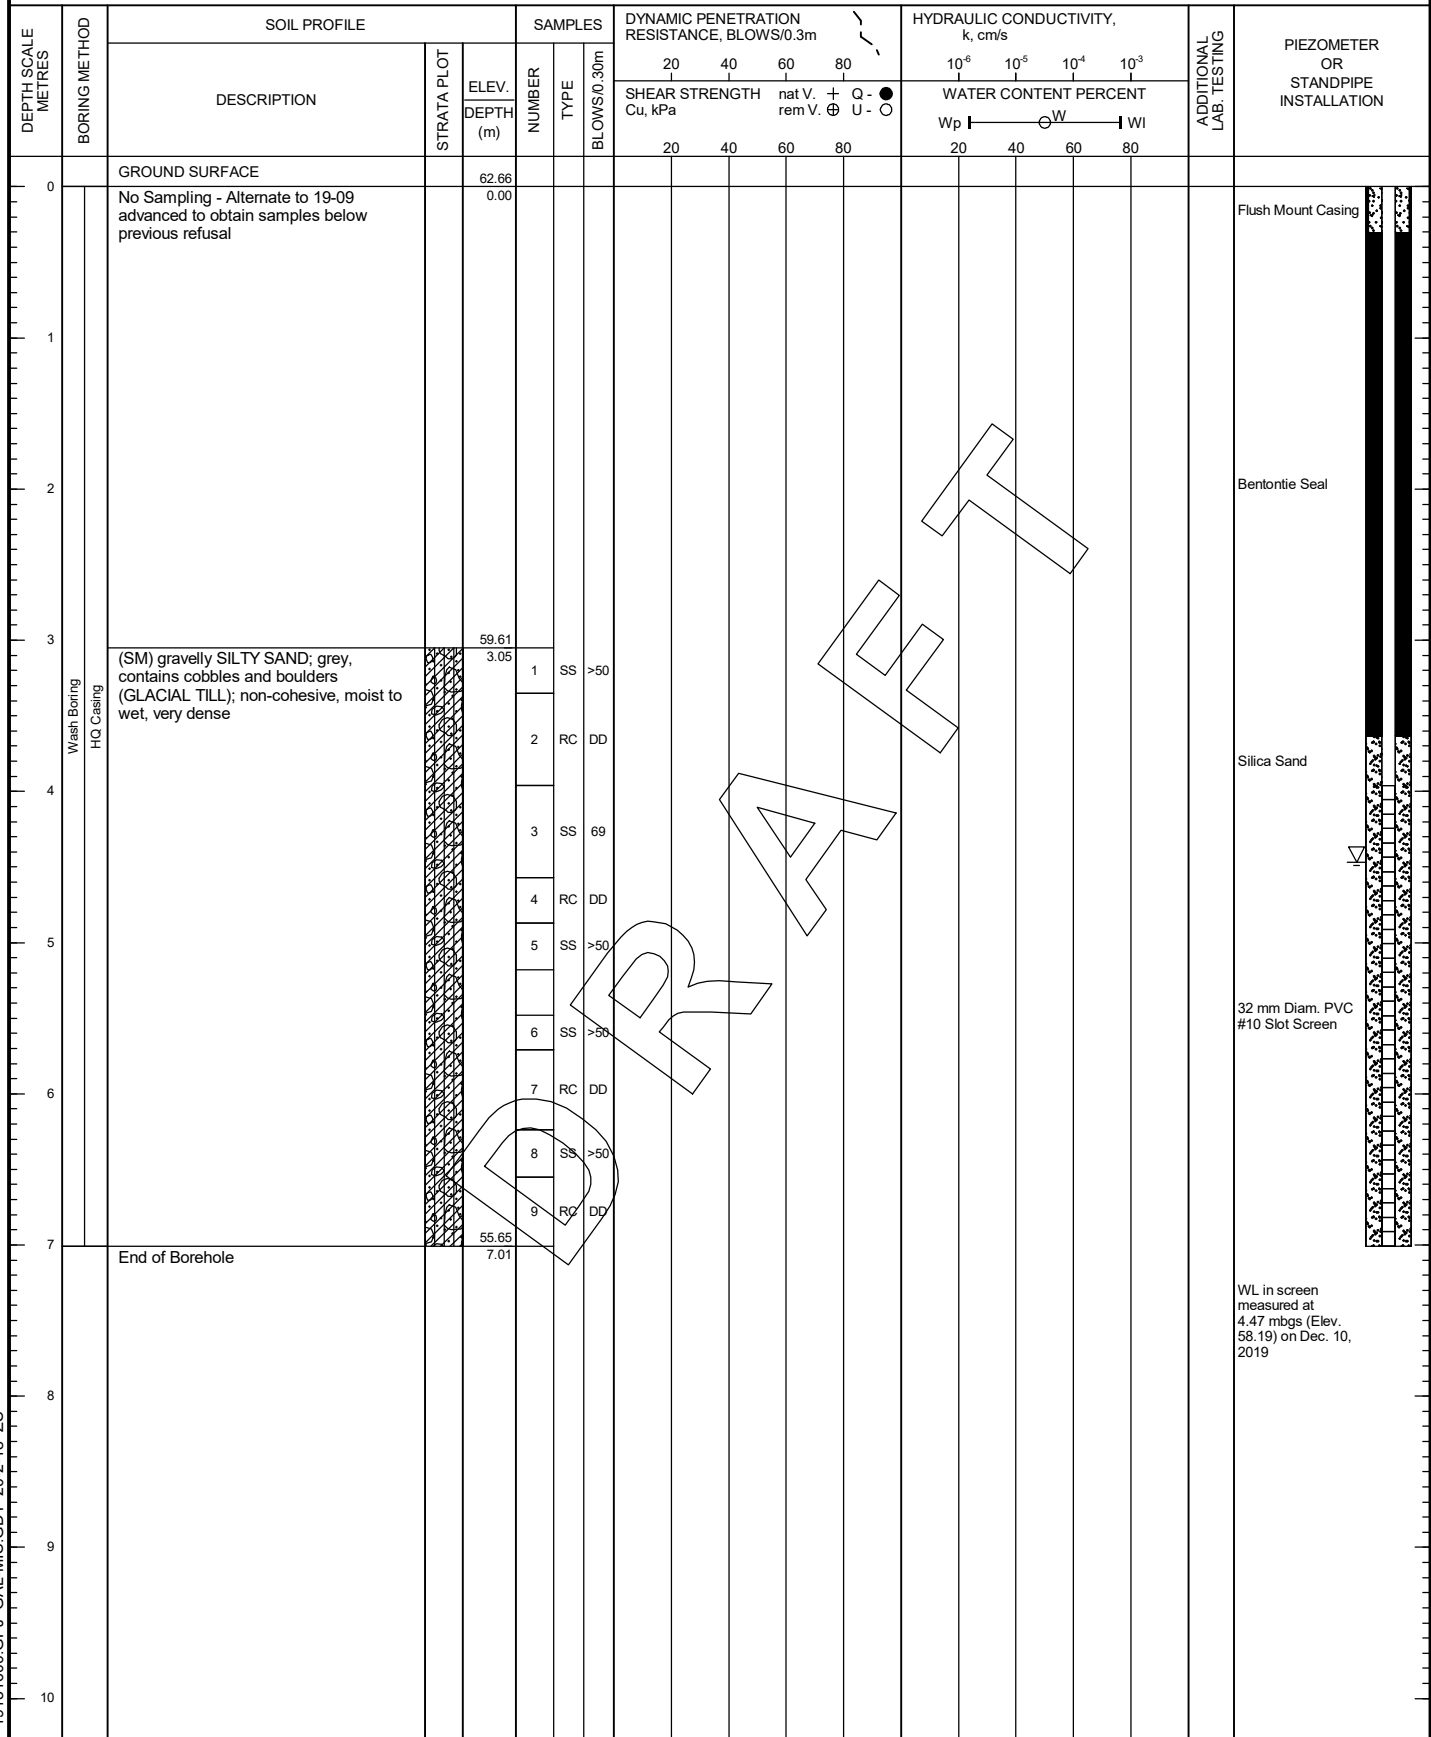 DEPTH SCALE
METRES
BORING METHOD
SOIL PROFILE
DESCRIPTION
STRATA PLOT
ELEV.
DEPTH
(m)
SAMPLES
NUMBER
TYPE
BLOWS/0.30m
DYNAMIC PENETRATION
RESISTANCE, BLOWS/0.3m
20 40 60 80
SHEAR STRENGTH nat V. + Q - ●
Cu, kPa rem V. ⊕ U - ○
20 40 60 80
HYDRAULIC CONDUCTIVITY,
k, cm/s
10-6 10-5 10-4 10-3
WATER CONTENT PERCENT
Wp W Wl
20 40 60 80
ADDITIONAL
LAB. TESTING
PIEZOMETER
OR
STANDPIPE
INSTALLATION
GROUND SURFACE
62.66
0
No Sampling - Alternate to 19-09
advanced to obtain samples below
previous refusal
0.00
Flush Mount Casing
1
2
Bentontie Seal
3
59.61
3.05
(SM) gravelly SILTY SAND; grey,
contains cobbles and boulders
(GLACIAL TILL); non-cohesive, moist to
wet, very dense
Wash Boring
HQ Casing
1 SS >50
2 RC DD
Silica Sand
4
3 SS 69
4 RC DD
5
5 SS >50
32 mm Diam. PVC
#10 Slot Screen
6 SS >50
6
7 RC DD
8 SS >50
9 RC DD
55.65
7
End of Borehole
7.01
WL in screen
measured at
4.47 mbgs (Elev.
58.19) on Dec. 10,
2019
8
9
10
DRAFT